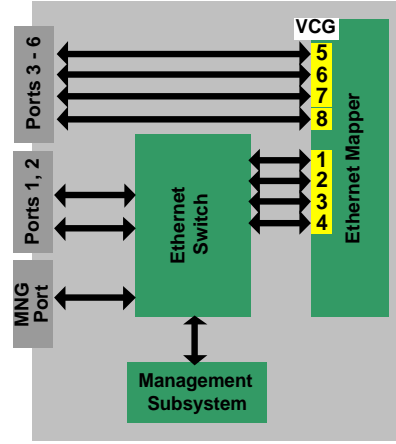 VCG
Ports 3 - 6
5
6
7
8
Ethernet Mapper
Ports 1, 2
Ethernet
Switch
1
2
3
4
MNG
Port
Management
Subsystem